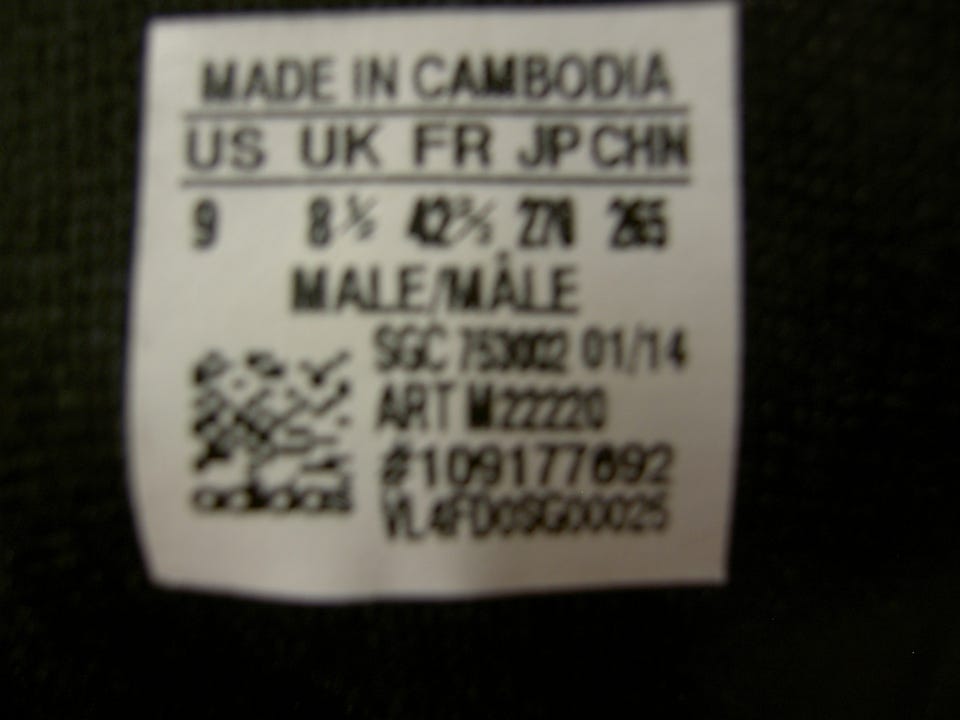 MADE IN CAMBODIA
US UK FR JP CHN
9 8½ 42⅔ 270 265
MALE/MÂLE
SGC 753002 01/14
ART M22220
adidas
VL4FD0SG00025